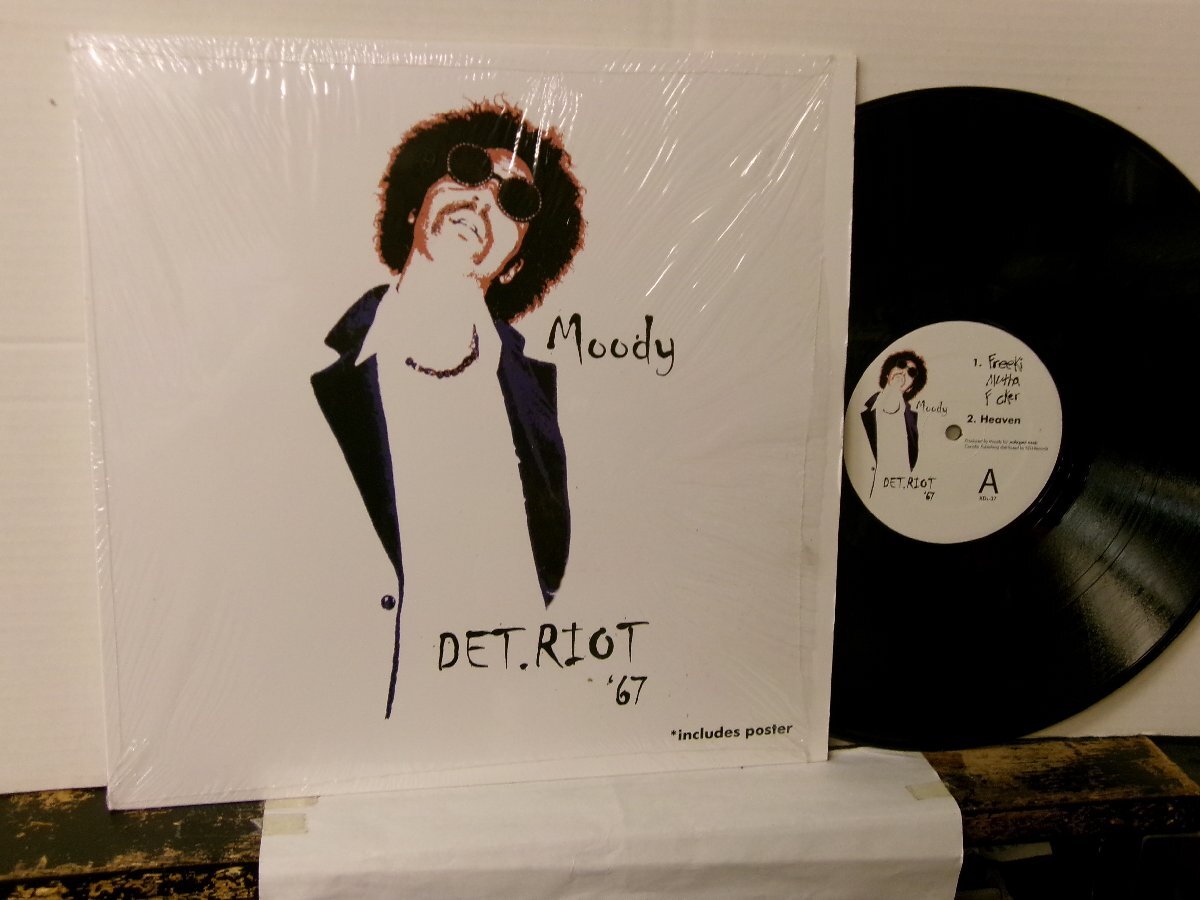 Moody
DET.RIOT
'67
*includes poster
1. Freeki
Mutha
F cker
2. Heaven
Moody
DET.RIOT
'67
A